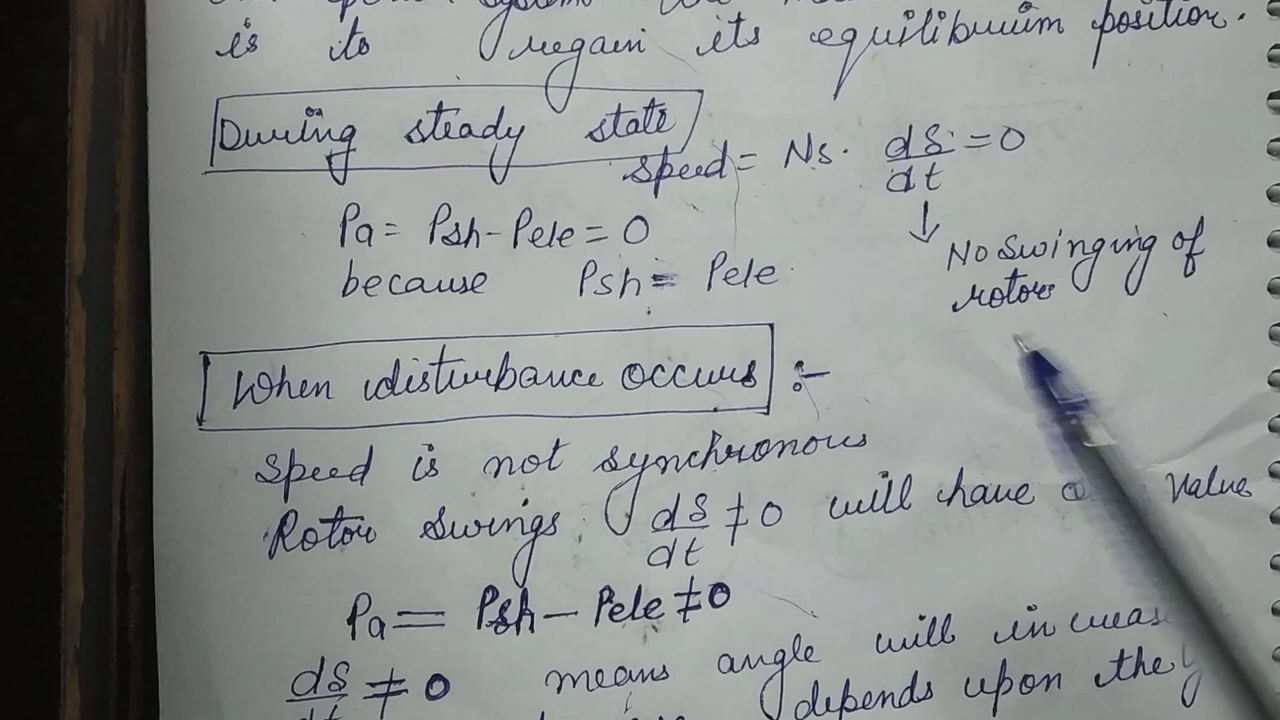 is to regain its equilibrium position.
During steady state
speed = Ns. dδ/dt = 0
↓
No swinging of
rotor
Pa = Psh - Pele = 0
because Psh = Pele
When disturbance occurs :-
Speed is not synchronous
Rotor swings. dδ/dt ≠ 0 will have value
Pa = Psh - Pele ≠ 0
dδ/dt ≠ 0 means angle will
depends upon the